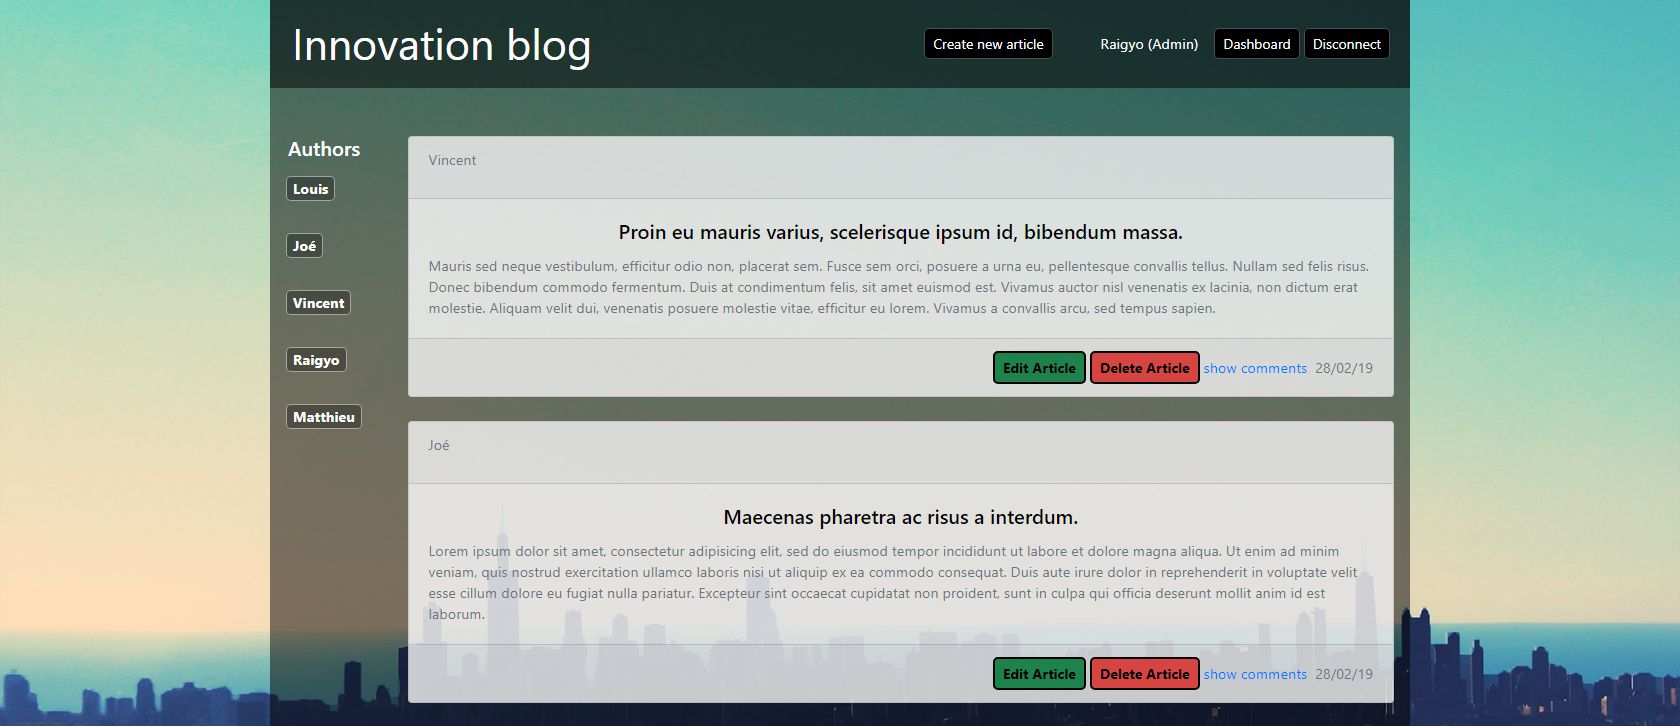 Innovation blog
Create new article
Raigyo (Admin)
Dashboard
Disconnect
Authors
Louis
Joé
Vincent
Raigyo
Matthieu
Vincent
Proin eu mauris varius, scelerisque ipsum id, bibendum massa.
Mauris sed neque vestibulum, efficitur odio non, placerat sem. Fusce sem orci, posuere a urna eu, pellentesque convallis tellus. Nullam sed felis risus.
Donec bibendum commodo fermentum. Duis at condimentum felis, sit amet euismod est. Vivamus auctor nisl venenatis ex lacinia, non dictum erat
molestie. Aliquam velit dui, venenatis posuere molestie vitae, efficitur eu lorem. Vivamus a convallis arcu, sed tempus sapien.
Edit Article Delete Article show comments 28/02/19
Joé
Maecenas pharetra ac risus a interdum.
Lorem ipsum dolor sit amet, consectetur adipisicing elit, sed do eiusmod tempor incididunt ut labore et dolore magna aliqua. Ut enim ad minim
veniam, quis nostrud exercitation ullamco laboris nisi ut aliquip ex ea commodo consequat. Duis aute irure dolor in reprehenderit in voluptate velit
esse cillum dolore eu fugiat nulla pariatur. Excepteur sint occaecat cupidatat non proident, sunt in culpa qui officia deserunt mollit anim id est
laborum.
Edit Article Delete Article show comments 28/02/19